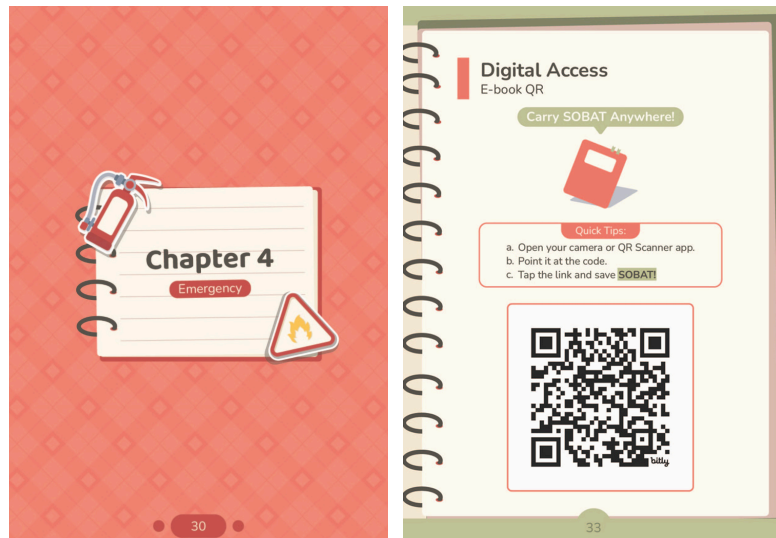 Chapter 4
Emergency
30
Digital Access
E-book QR
Carry SOBAT Anywhere!
Quick Tips:
a. Open your camera or QR Scanner app.
b. Point it at the code.
c. Tap the link and save SOBAT!
bitly
33